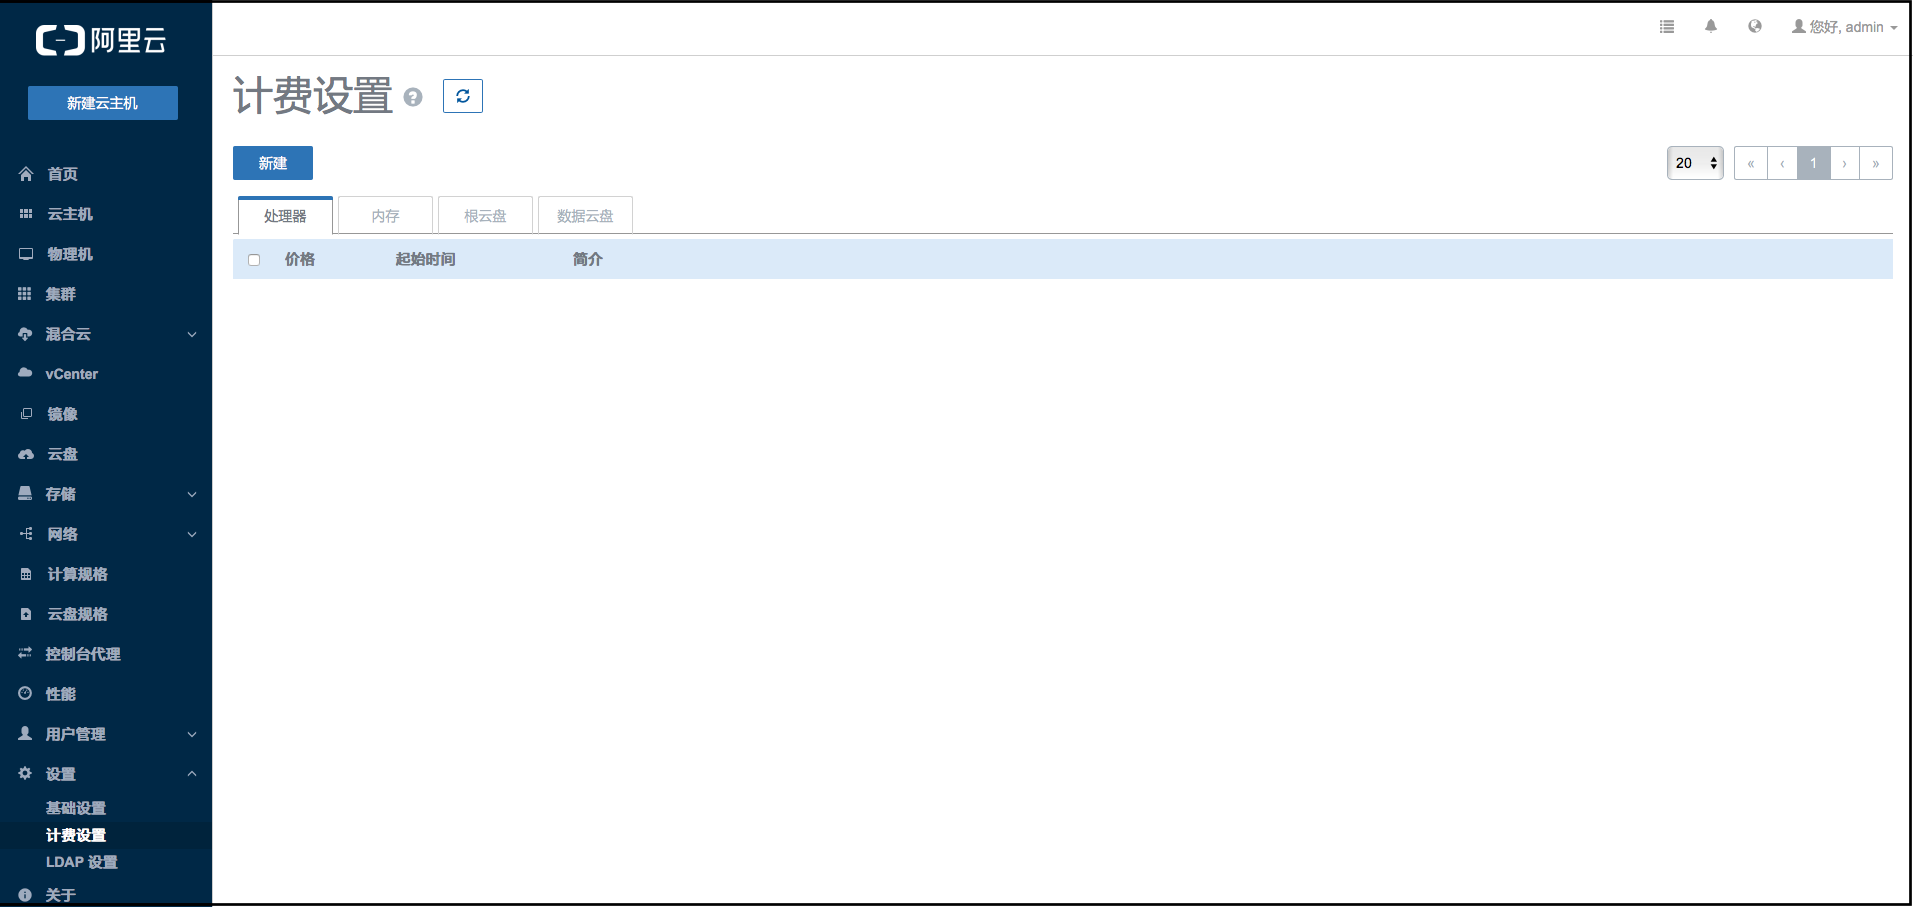 阿里云
新建云主机
首页
云主机
物理机
集群
混合云
vCenter
镜像
云盘
存储
网络
计算规格
云盘规格
控制台代理
性能
用户管理
设置
基础设置
计费设置
LDAP 设置
关于
您好, admin
计费设置
新建
20 « ‹ 1 › »
处理器 内存 根云盘 数据云盘
价格 起始时间 简介